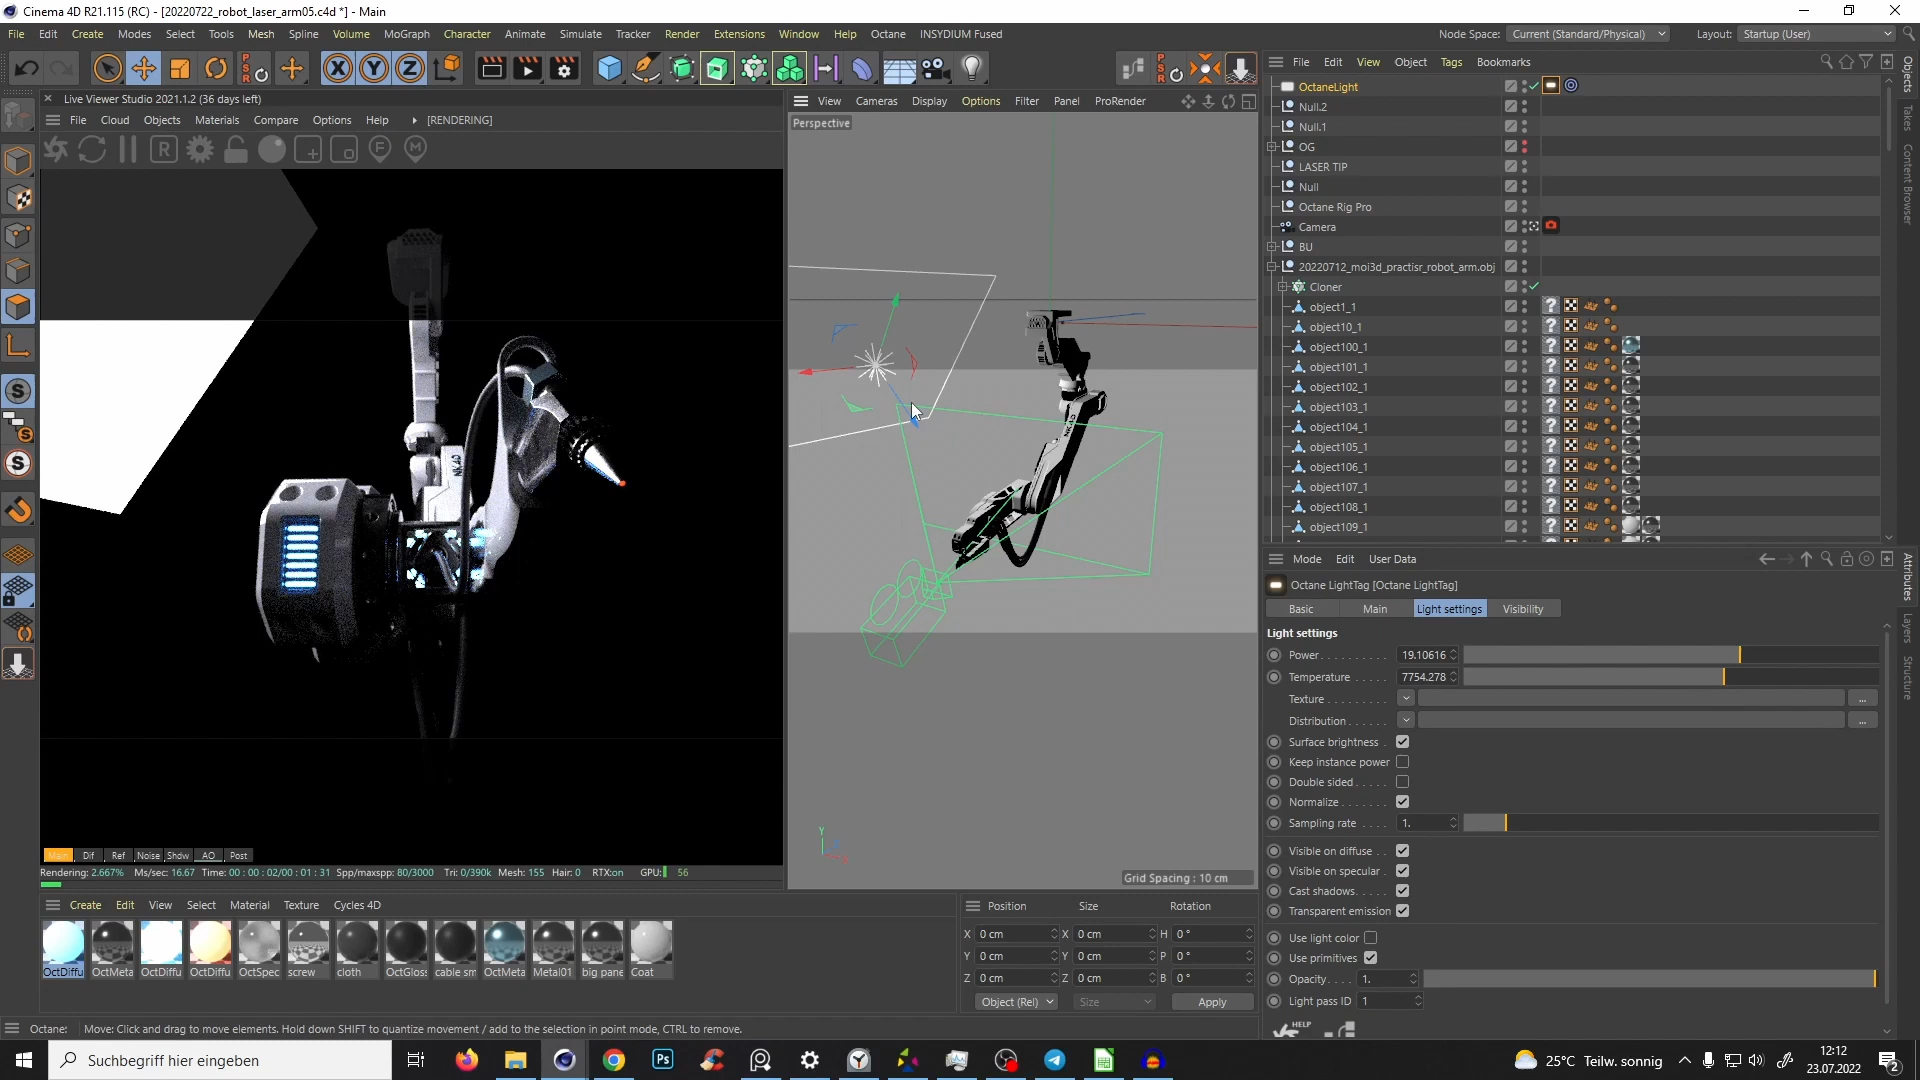 Cinema 4D R21.115 (RC) - [20220722_robot_laser_arm05.c4d *] - Main
File Edit Create Modes Select Tools Mesh Spline Volume MoGraph Character Animate Simulate Tracker Render Extensions Window Help Octane INSYDIUM Fused
Node Space: Current (Standard/Physical) Layout: Startup (User)
Live Viewer Studio 2021.1.2 (36 days left)
File Cloud Objects Materials Compare Options Help [RENDERING]
View Cameras Display Options Filter Panel ProRender
Perspective
Grid Spacing : 10 cm
File Edit View Object Tags Bookmarks
OctaneLight
Null.2
Null.1
OG
LASER TIP
Null
Octane Rig Pro
Camera
BU
20220712_moi3d_practisr_robot_arm.obj
Cloner
object1_1
object10_1
object100_1
object101_1
object102_1
object103_1
object104_1
object105_1
object106_1
object107_1
object108_1
object109_1
Objects
Takes
Content Browser
Mode Edit User Data
Octane LightTag [Octane LightTag]
Basic Main Light settings Visibility
Light settings
Power 19.10616
Temperature 7754.278
Texture ...
Distribution ...
Surface brightness
Keep instance power
Double sided
Normalize
Sampling rate 1.
Visible on diffuse
Visible on specular
Cast shadows
Transparent emission
Use light color
Use primitives
Opacity 1.
Light pass ID 1
HELP
Attributes
Layers
Structure
Main Dif Ref Noise Shdw AO Post
Rendering: 2.667% Ms/sec: 16.67 Time: 00 : 00 : 02/00 : 01 : 31 Spp/maxspp: 80/3000 Tri: 0/390k Mesh: 155 Hair: 0 RTX:on GPU: 56
Create Edit View Select Material Texture Cycles 4D
OctDiffu OctMeta OctDiffu OctDiffu OctSpec screw cloth OctGloss cable sm OctMeta Metal01 big pane Coat
Position Size Rotation
X 0 cm X 0 cm H 0 °
Y 0 cm Y 0 cm P 0 °
Z 0 cm Z 0 cm B 0 °
Object (Rel) Size Apply
Octane: Move: Click and drag to move elements. Hold down SHIFT to quantize movement / add to the selection in point mode, CTRL to remove.
Suchbegriff hier eingeben
25°C Teilw. sonnig
12:12
23.07.2022
2